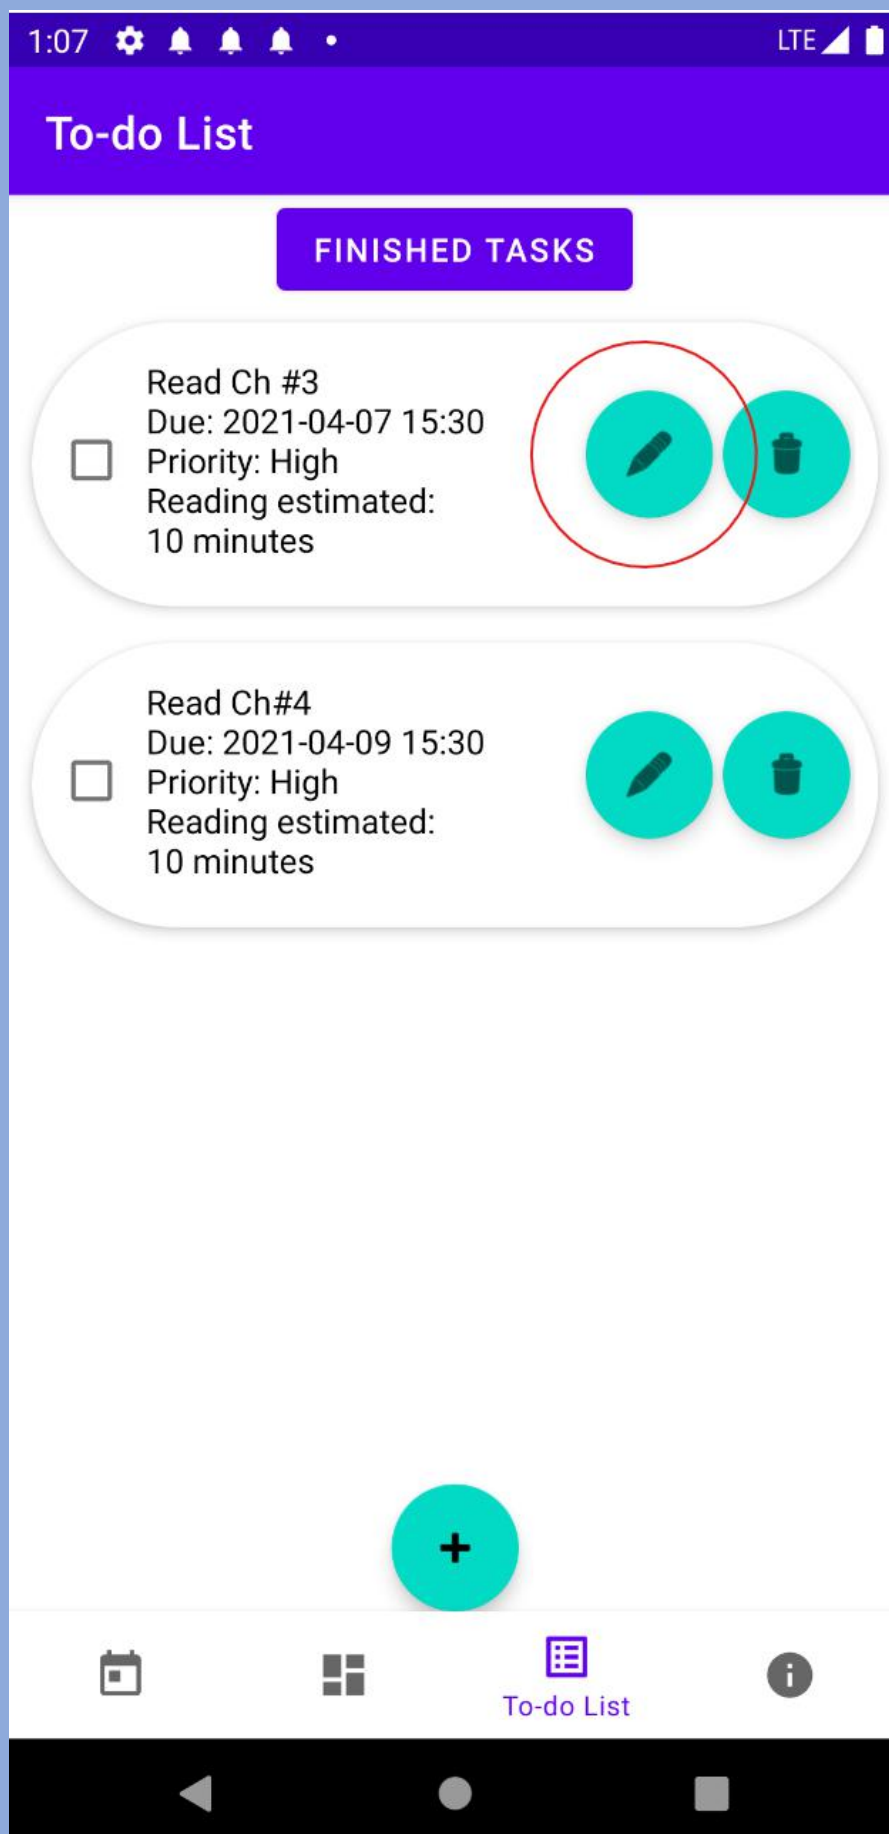 1:07
LTE
To-do List
FINISHED TASKS
Read Ch #3
Due: 2021-04-07 15:30
Priority: High
Reading estimated:
10 minutes
Read Ch#4
Due: 2021-04-09 15:30
Priority: High
Reading estimated:
10 minutes
+
To-do List